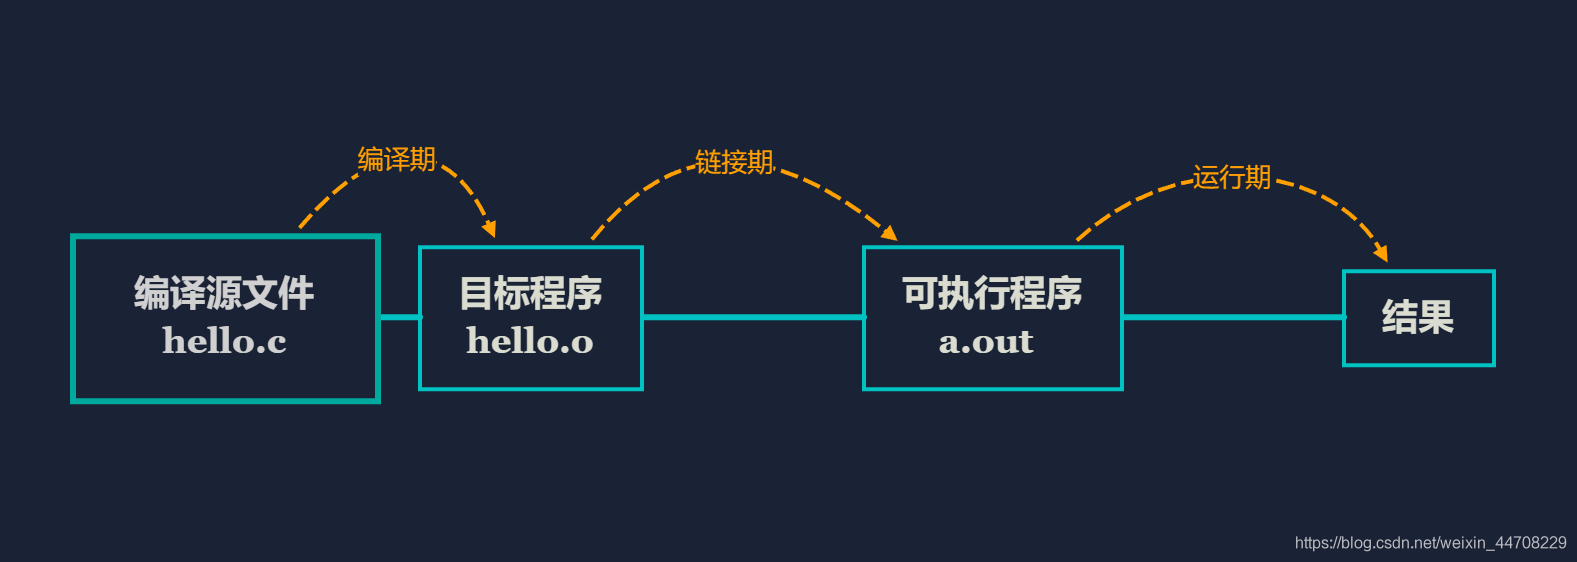 编译期
链接期
运行期
编译源文件
hello.c
目标程序
hello.o
可执行程序
a.out
结果
https://blog.csdn.net/weixin_44708229